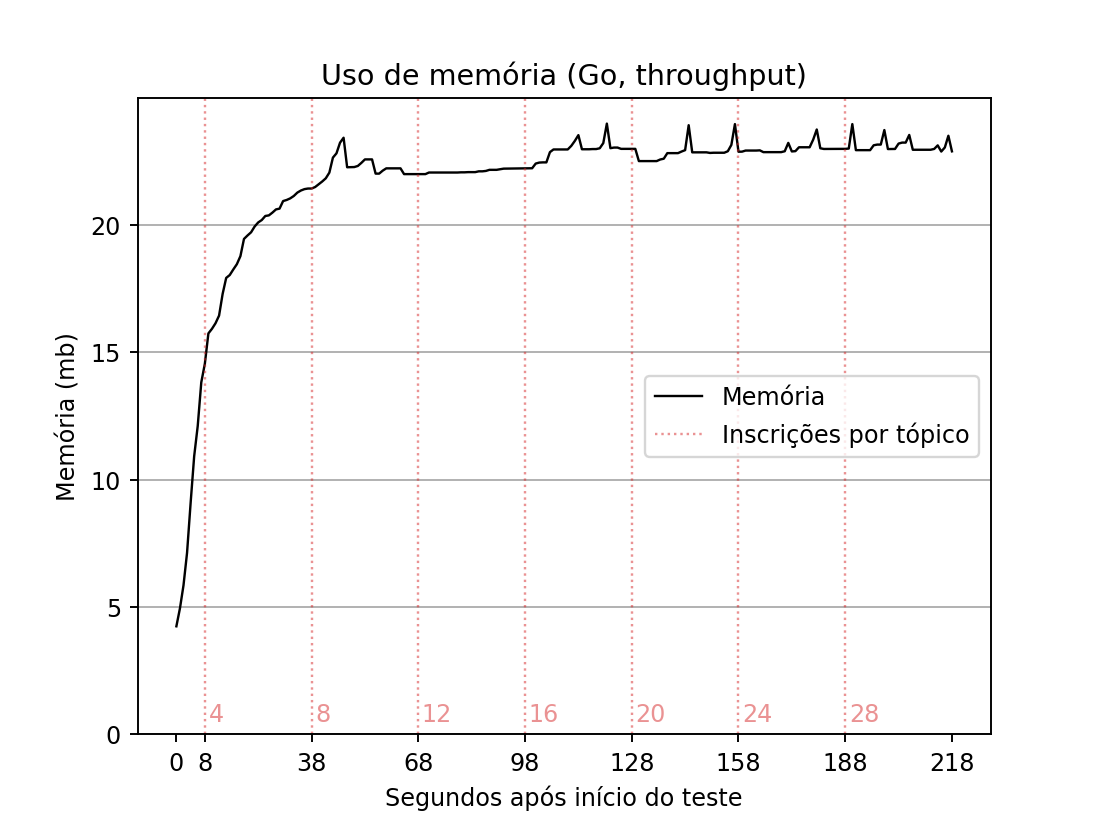 Uso de memória (Go, throughput)
Memória (mb)
20
15
10
5
0
Memória
Inscrições por tópico
4 8 12 16 20 24 28
0 8 38 68 98 128 158 188 218
Segundos após início do teste